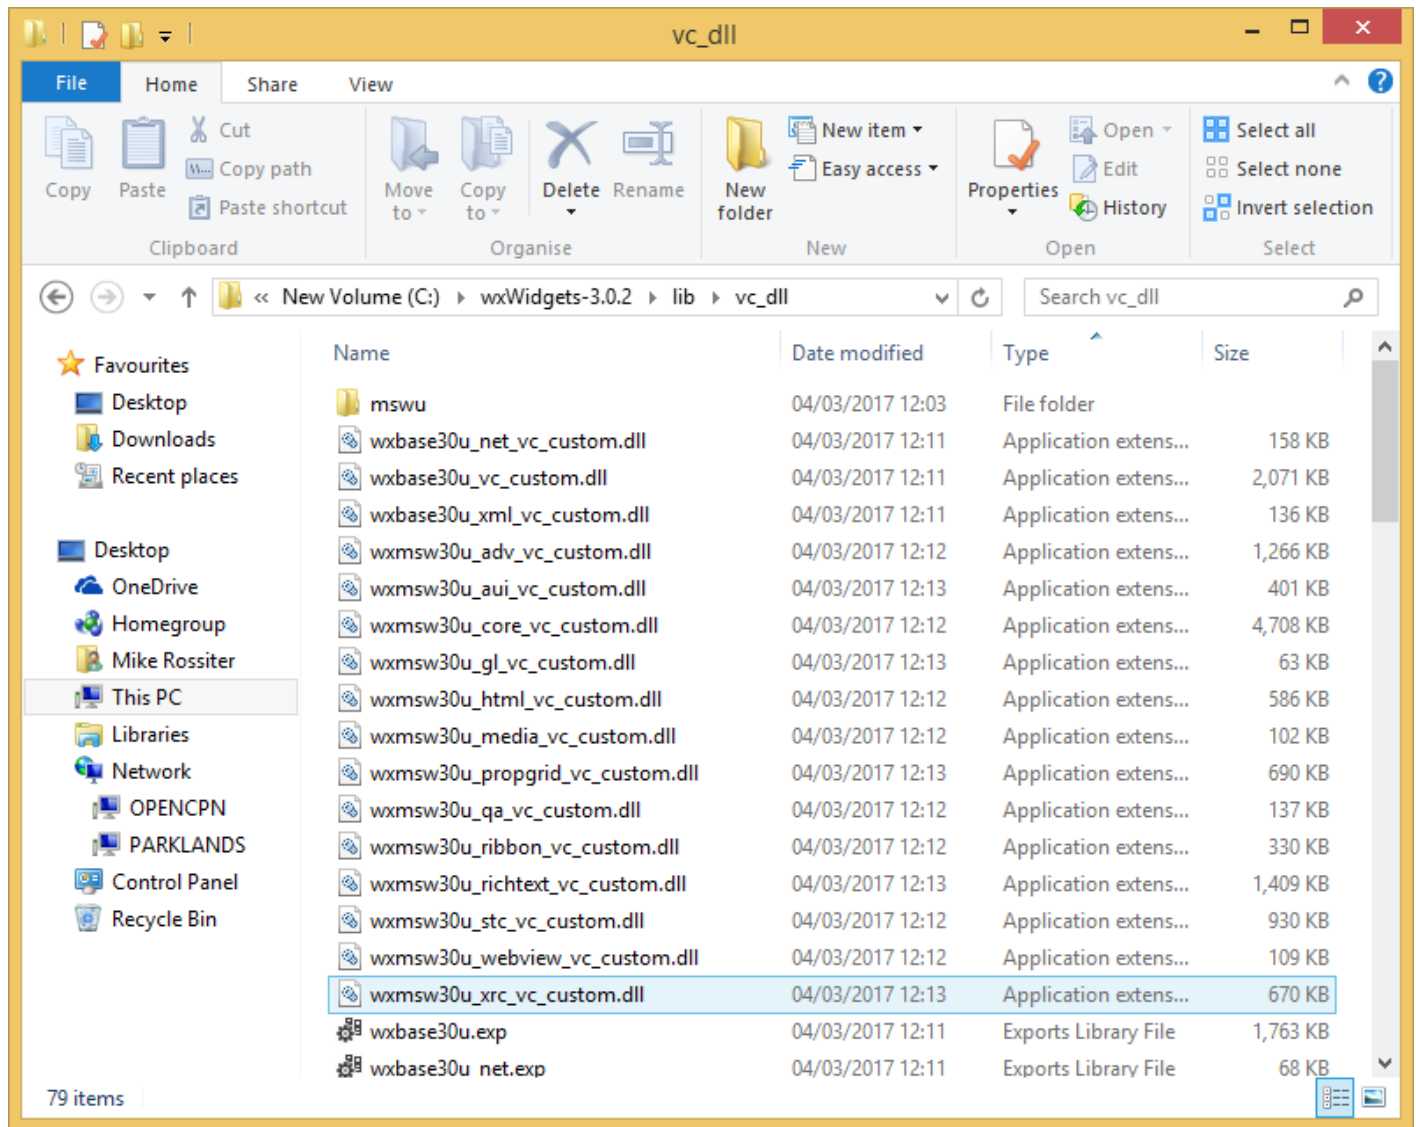 vc_dll
File Home Share View
Copy
Paste
Cut
Copy path
Paste shortcut
Clipboard
Move to
Copy to
Delete
Rename
Organise
New folder
New item
Easy access
New
Properties
Open
Edit
History
Open
Select all
Select none
Invert selection
Select
« New Volume (C:) wxWidgets-3.0.2 lib vc_dll
Search vc_dll
Favourites
Desktop
Downloads
Recent places
Desktop
OneDrive
Homegroup
Mike Rossiter
This PC
Libraries
Network
OPENCPN
PARKLANDS
Control Panel
Recycle Bin
Name Date modified Type Size
mswu 04/03/2017 12:03 File folder
wxbase30u_net_vc_custom.dll 04/03/2017 12:11 Application extens... 158 KB
wxbase30u_vc_custom.dll 04/03/2017 12:11 Application extens... 2,071 KB
wxbase30u_xml_vc_custom.dll 04/03/2017 12:11 Application extens... 136 KB
wxmsw30u_adv_vc_custom.dll 04/03/2017 12:12 Application extens... 1,266 KB
wxmsw30u_aui_vc_custom.dll 04/03/2017 12:13 Application extens... 401 KB
wxmsw30u_core_vc_custom.dll 04/03/2017 12:12 Application extens... 4,708 KB
wxmsw30u_gl_vc_custom.dll 04/03/2017 12:13 Application extens... 63 KB
wxmsw30u_html_vc_custom.dll 04/03/2017 12:12 Application extens... 586 KB
wxmsw30u_media_vc_custom.dll 04/03/2017 12:12 Application extens... 102 KB
wxmsw30u_propgrid_vc_custom.dll 04/03/2017 12:13 Application extens... 690 KB
wxmsw30u_qa_vc_custom.dll 04/03/2017 12:12 Application extens... 137 KB
wxmsw30u_ribbon_vc_custom.dll 04/03/2017 12:12 Application extens... 330 KB
wxmsw30u_richtext_vc_custom.dll 04/03/2017 12:13 Application extens... 1,409 KB
wxmsw30u_stc_vc_custom.dll 04/03/2017 12:12 Application extens... 930 KB
wxmsw30u_webview_vc_custom.dll 04/03/2017 12:12 Application extens... 109 KB
wxmsw30u_xrc_vc_custom.dll 04/03/2017 12:13 Application extens... 670 KB
wxbase30u.exp 04/03/2017 12:11 Exports Library File 1,763 KB
wxbase30u_net.exp 04/03/2017 12:11 Exports Library File 68 KB
79 items